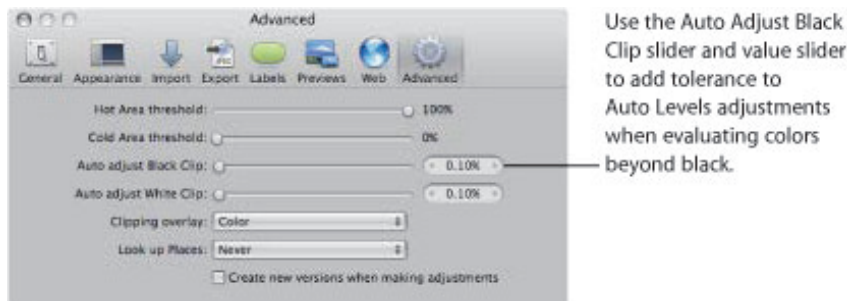 Advanced
General Appearance Import Export Labels Previews Web Advanced
Hot Area threshold: 100%
Cold Area threshold: 0%
Auto adjust Black Clip: 0.10%
Auto adjust White Clip: 0.10%
Clipping overlay: Color
Look up Places: Never
Create new versions when making adjustments
Use the Auto Adjust Black
Clip slider and value slider
to add tolerance to
Auto Levels adjustments
when evaluating colors
beyond black.